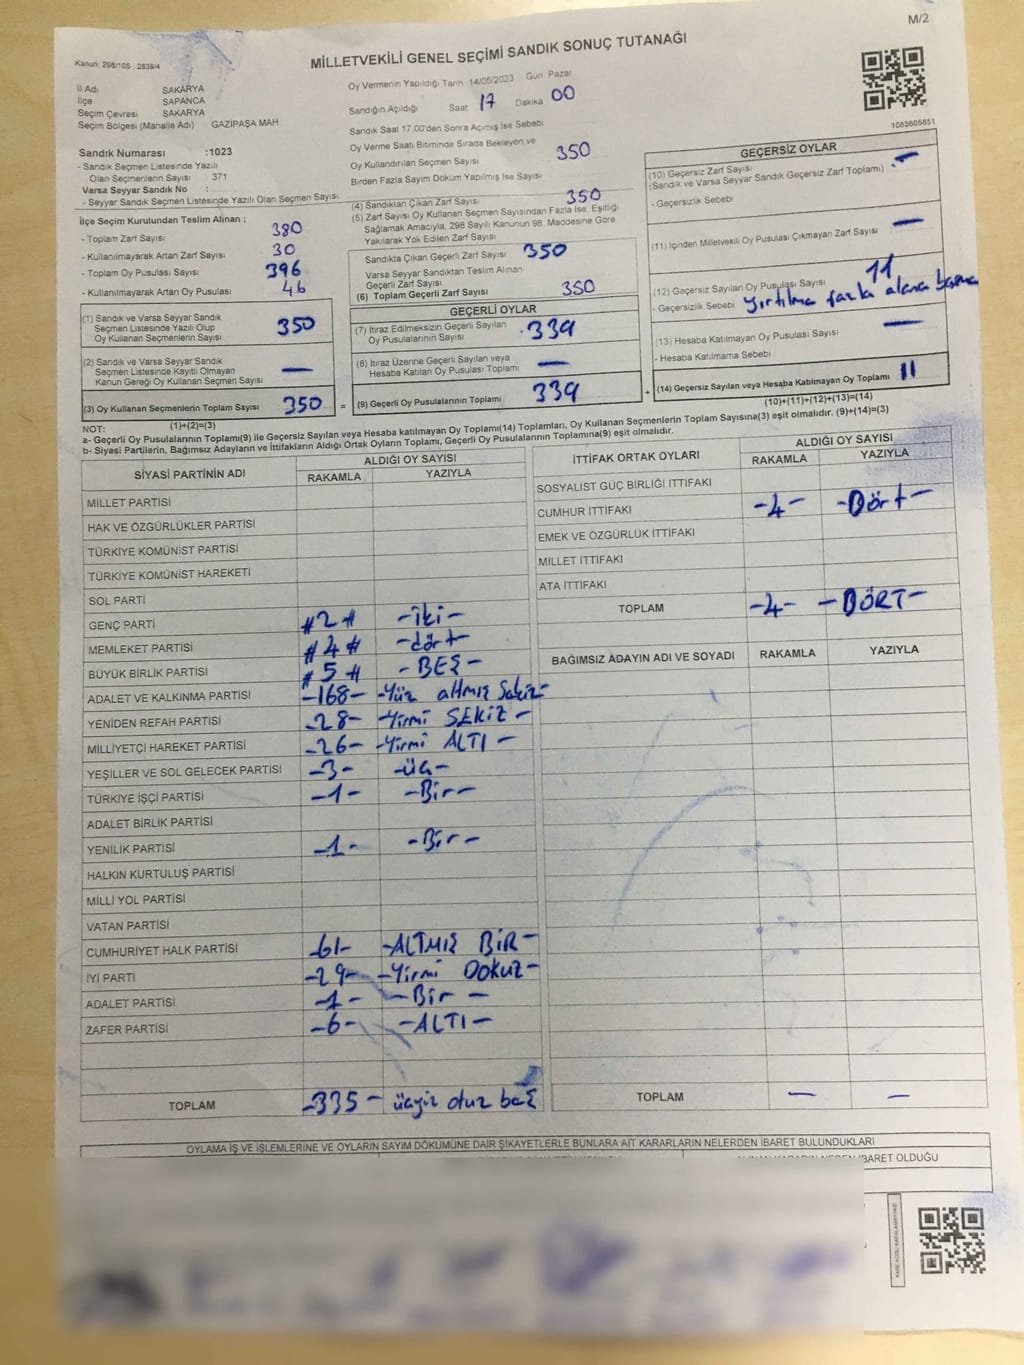 M/2
Kanun: 298/105 , 2839/4
MİLLETVEKİLİ GENEL SEÇİMİ SANDIK SONUÇ TUTANAĞI
İl Adı SAKARYA
İlçe SAPANCA
Seçim Çevresi SAKARYA
Seçim Bölgesi (Mahalle Adı) GAZİPAŞA MAH
Sandık Numarası :1023
- Sandık Seçmen Listesinde Yazılı
Olan Seçmenlerin Sayısı 371
Varsa Seyyar Sandık No :
- Seyyar Sandık Seçmen Listesinde Yazılı Olan Seçmen Sayısı
Oy Vermenin Yapıldığı Tarih 14/05/2023 Gün Pazar
Sandığın Açıldığı Saat 17 Dakika 00
Sandık Saat 17.00'den Sonra Açılmış İse Sebebi
Oy Verme Saati Bitiminde Sırada Bekleyen ve
Oy Kullandırılan Seçmen Sayısı 350
Birden Fazla Sayım Döküm Yapılmış İse Sayısı
1083605851
İlçe Seçim Kurulundan Teslim Alınan ;
- Toplam Zarf Sayısı 380
- Kullanılmayarak Artan Zarf Sayısı 30
- Toplam Oy Pusulası Sayısı 396
- Kullanılmayarak Artan Oy Pusulası 46
(1) Sandık ve Varsa Seyyar Sandık
Seçmen Listesinde Yazılı Olup
Oy Kullanan Seçmenlerin Sayısı 350
(2) Sandık ve Varsa Seyyar Sandık
Seçmen Listesinde Kayıtlı Olmayan
Kanun Gereği Oy Kullanan Seçmen Sayısı —
(3) Oy Kullanan Seçmenlerin Toplam Sayısı 350 =
(1)+(2)=(3)
(4) Sandıktan Çıkan Zarf Sayısı 350
(5) Zarf Sayısı Oy Kullanan Seçmen Sayısından Fazla İse, Eşitliği
Sağlamak Amacıyla, 298 Sayılı Kanunun 98. Maddesine Göre
Yakılarak Yok Edilen Zarf Sayısı
Sandıkta Çıkan Geçerli Zarf Sayısı 350
Varsa Seyyar Sandıktan Teslim Alınan
Geçerli Zarf Sayısı
(6) Toplam Geçerli Zarf Sayısı 350
GEÇERLİ OYLAR
(7) İtiraz Edilmeksizin Geçerli Sayılan
Oy Pusulalarının Sayısı 339
(8) İtiraz Üzerine Geçerli Sayılan veya
Hesaba Katılan Oy Pusulası Toplamı —
(9) Geçerli Oy Pusulalarının Toplamı 339 +
GEÇERSİZ OYLAR
(10) Geçersiz Zarf Sayısı —
(Sandık ve Varsa Seyyar Sandık Geçersiz Zarf Toplamı)
- Geçersizlik Sebebi
(11) İçinden Milletvekili Oy Pusulası Çıkmayan Zarf Sayısı —
(12) Geçersiz Sayılan Oy Pusulası Sayısı 11
- Geçersizlik Sebebi yırtılma fazla alana basma
(13) Hesaba Katılmayan Oy Pusulası Sayısı —
- Hesaba Katılmama Sebebi
(14) Geçersiz Sayılan veya Hesaba Katılmayan Oy Toplamı 11
(10)+(11)+(12)+(13)=(14)
NOT:
a- Geçerli Oy Pusulalarının Toplamı(9) ile Geçersiz Sayılan veya Hesaba katılmayan Oy Toplamı(14) Toplamları, Oy Kullanan Seçmenlerin Toplam Sayısına(3) eşit olmalıdır. (9)+(14)=(3)
b- Siyasi Partilerin, Bağımsız Adayların ve İttifakların Aldığı Ortak Oyların Toplamı, Geçerli Oy Pusulalarının Toplamına(9) eşit olmalıdır.
SİYASİ PARTİNİN ADI ALDIĞI OY SAYISI
RAKAMLA YAZIYLA
MİLLET PARTİSİ
HAK VE ÖZGÜRLÜKLER PARTİSİ
TÜRKİYE KOMÜNİST PARTİSİ
TÜRKİYE KOMÜNİST HAREKETİ
SOL PARTİ
GENÇ PARTİ #2# -iki-
MEMLEKET PARTİSİ #4# -dört-
BÜYÜK BİRLİK PARTİSİ #5# -BEŞ-
ADALET VE KALKINMA PARTİSİ -168- -Yüz altmış Sekiz-
YENİDEN REFAH PARTİSİ -28- -Yirmi SEKİZ-
MİLLİYETÇİ HAREKET PARTİSİ -26- -Yirmi ALTI-
YEŞİLLER VE SOL GELECEK PARTİSİ -3- -üç-
TÜRKİYE İŞÇİ PARTİSİ -1- -Bir-
ADALET BİRLİK PARTİSİ
YENİLİK PARTİSİ -1- -Bir-
HALKIN KURTULUŞ PARTİSİ
MİLLİ YOL PARTİSİ
VATAN PARTİSİ
CUMHURİYET HALK PARTİSİ -61- -ALTMIŞ BİR-
İYİ PARTİ -29- -Yirmi DOKUZ-
ADALET PARTİSİ -1- -Bir-
ZAFER PARTİSİ -6- -ALTI-
TOPLAM -335- üçyüz otuz beş
İTTİFAK ORTAK OYLARI ALDIĞI OY SAYISI
RAKAMLA YAZIYLA
SOSYALİST GÜÇ BİRLİĞİ İTTİFAKI
CUMHUR İTTİFAKI -4- -Dört-
EMEK VE ÖZGÜRLÜK İTTİFAKI
MİLLET İTTİFAKI
ATA İTTİFAKI
TOPLAM -4- -DÖRT-
BAĞIMSIZ ADAYIN ADI VE SOYADI RAKAMLA YAZIYLA
TOPLAM — —
OYLAMA İŞ VE İŞLEMLERİNE VE OYLARIN SAYIM DÖKÜMÜNE DAİR ŞİKAYETLERLE BUNLARA AİT KARARLARIN NELERDEN İBARET BULUNDUKLARI
İBARET OLDUĞU